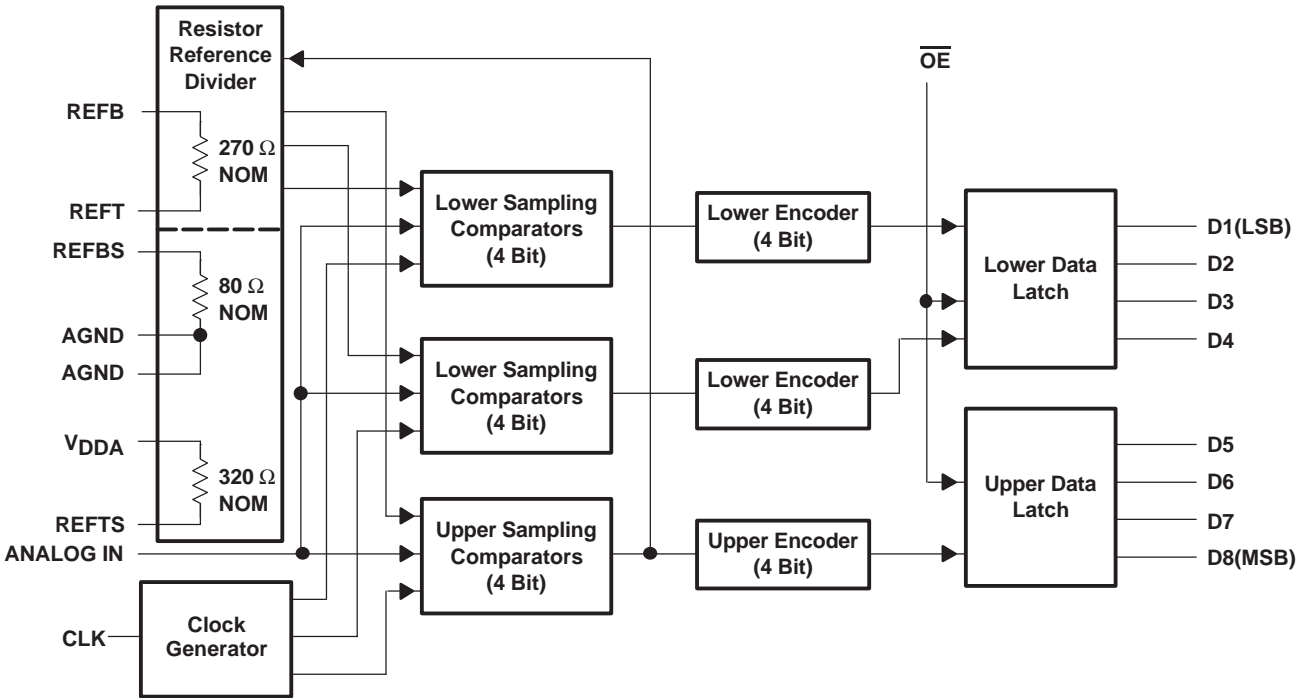 Resistor
Reference
Divider
OE
REFB
270 Ω
NOM
REFT
REFBS
80 Ω
NOM
AGND
AGND
VDDA
320 Ω
NOM
REFTS
ANALOG IN
CLK
Clock
Generator
Lower Sampling
Comparators
(4 Bit)
Lower Encoder
(4 Bit)
Lower Data
Latch
D1(LSB)
D2
D3
D4
Lower Sampling
Comparators
(4 Bit)
Lower Encoder
(4 Bit)
Upper Sampling
Comparators
(4 Bit)
Upper Encoder
(4 Bit)
Upper Data
Latch
D5
D6
D7
D8(MSB)